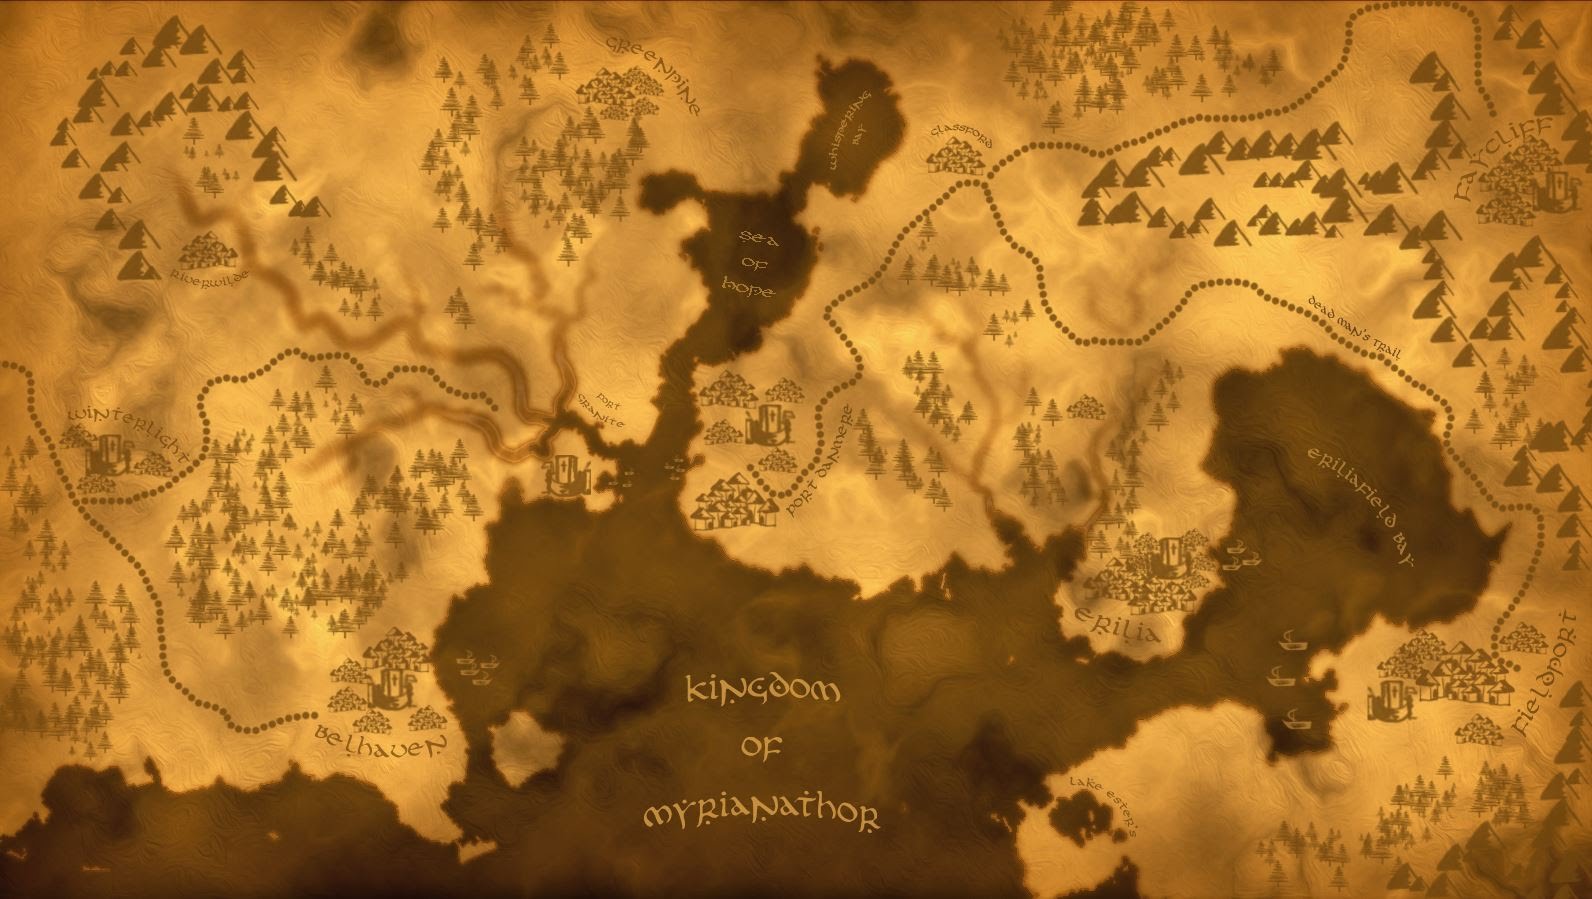 GREENPINE
WHISPERING
BAY
GLASSFORD
FAYCLIFF
SEA
OF
HOPE
RIVERWILDE
DEAD MAN'S TRAIL
WINTERLIGHT
PORT
GRANITE
PORT DANMERE
ERILIAFIELD BAY
ERILIA
FIELDPORT
BELHAVEN
KINGDOM
OF
MYRIANATHOR
LAKE ESTER'S